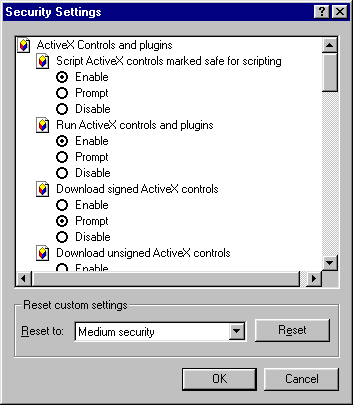 Security Settings
ActiveX Controls and plugins
Script ActiveX controls marked safe for scripting
Enable
Prompt
Disable
Run ActiveX controls and plugins
Enable
Prompt
Disable
Download signed ActiveX controls
Enable
Prompt
Disable
Download unsigned ActiveX controls
Enable
Reset custom settings
Reset to: Medium security Reset
OK Cancel